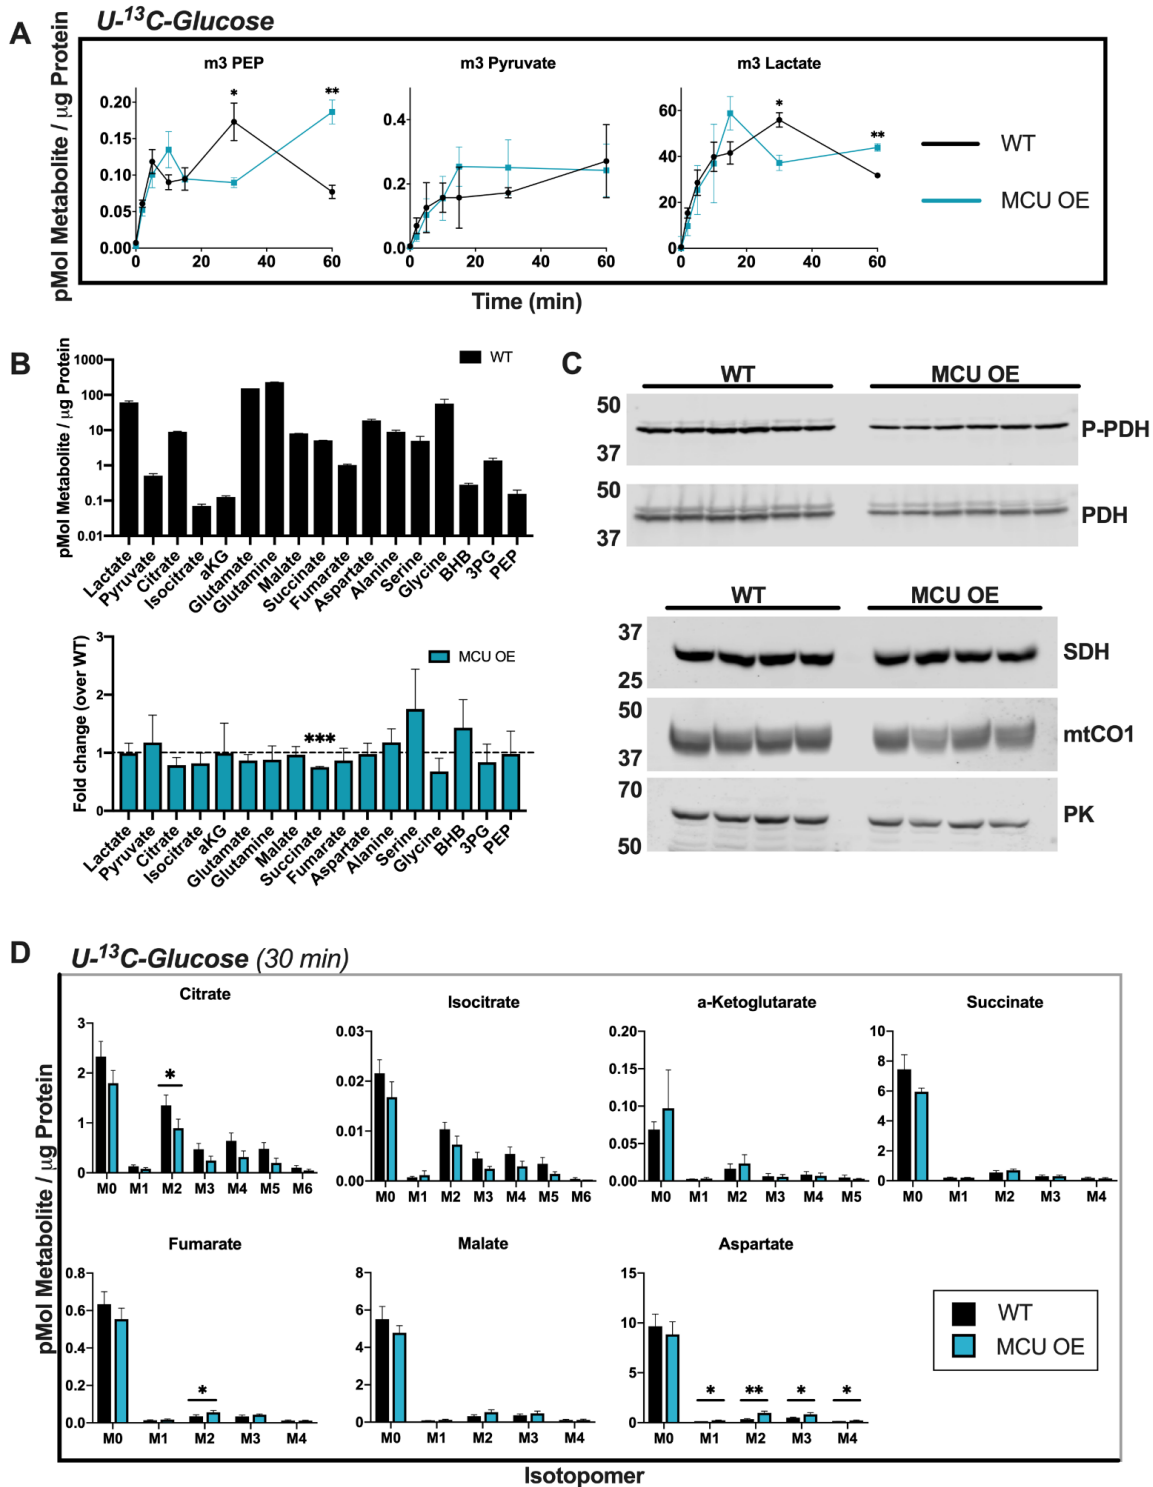 A
U-13C-Glucose
m3 PEP
m3 Pyruvate
m3 Lactate
pMol Metabolite / µg Protein
0.20
0.15
0.10
0.05
0.00
0 20 40 60
*
**
0.4
0.2
0.0
0 20 40 60
60
40
20
0
0 20 40 60
*
**
WT
MCU OE
Time (min)
B
pMol Metabolite / µg Protein
1000
100
10
1
0.1
0.01
WT
Lactate
Pyruvate
Citrate
Isocitrate
aKG
Glutamate
Glutamine
Malate
Succinate
Fumarate
Aspartate
Alanine
Serine
Glycine
BHB
3PG
PEP
Fold change (over WT)
3
2
1
0
MCU OE
***
Lactate
Pyruvate
Citrate
Isocitrate
aKG
Glutamate
Glutamine
Malate
Succinate
Fumarate
Aspartate
Alanine
Serine
Glycine
BHB
3PG
PEP
C
WT MCU OE
50
37
P-PDH
50
37
PDH
WT MCU OE
37
25
SDH
50
37
mtCO1
70
50
PK
D
U-13C-Glucose (30 min)
pMol Metabolite / µg Protein
Citrate
3
2
1
0
*
M0 M1 M2 M3 M4 M5 M6
Isocitrate
0.03
0.02
0.01
0.00
M0 M1 M2 M3 M4 M5 M6
a-Ketoglutarate
0.20
0.15
0.10
0.05
0.00
M0 M1 M2 M3 M4 M5
Succinate
10
8
6
4
2
0
M0 M1 M2 M3 M4
Fumarate
0.8
0.6
0.4
0.2
0.0
*
M0 M1 M2 M3 M4
Malate
8
6
4
2
0
M0 M1 M2 M3 M4
Aspartate
15
10
5
0
* ** * *
M0 M1 M2 M3 M4
WT
MCU OE
Isotopomer